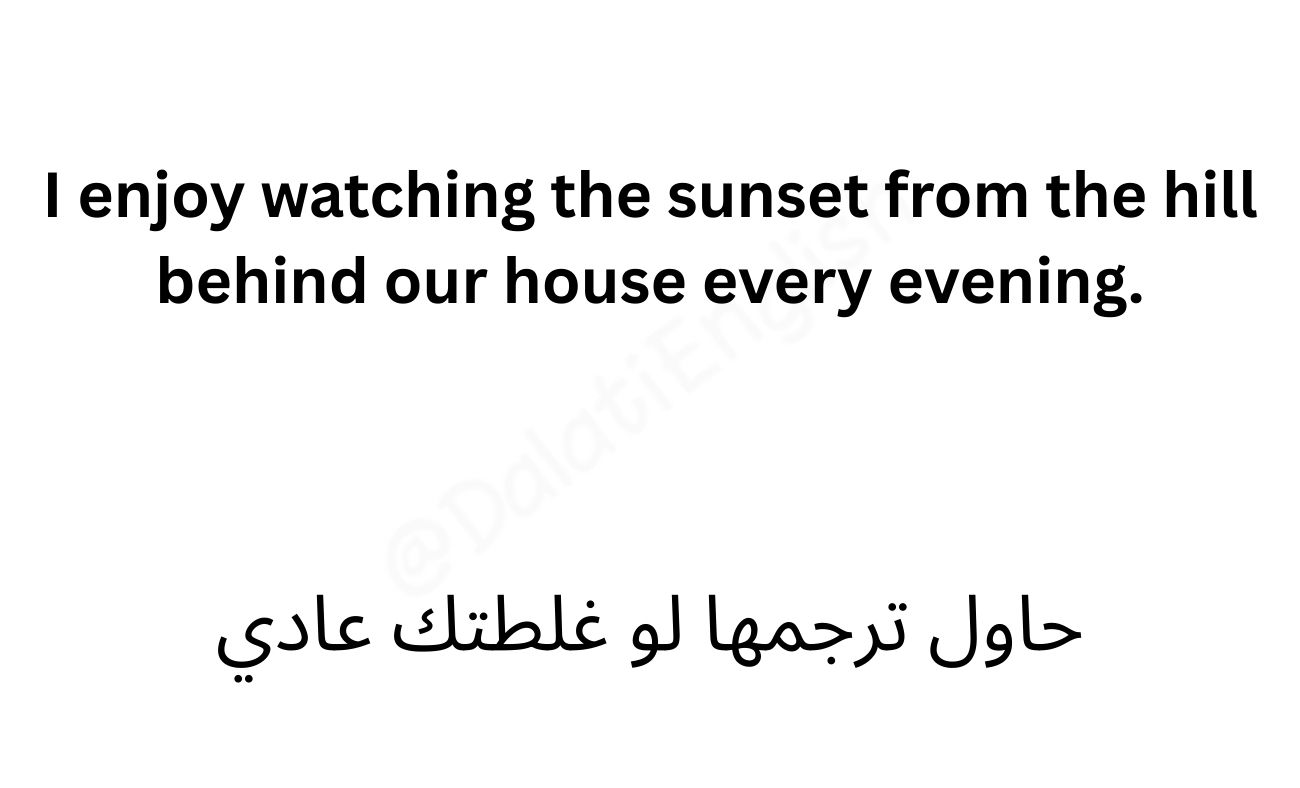 I enjoy watching the sunset from the hill
behind our house every evening.
@DalatiEnglish
حاول ترجمها لو غلطتك عادي